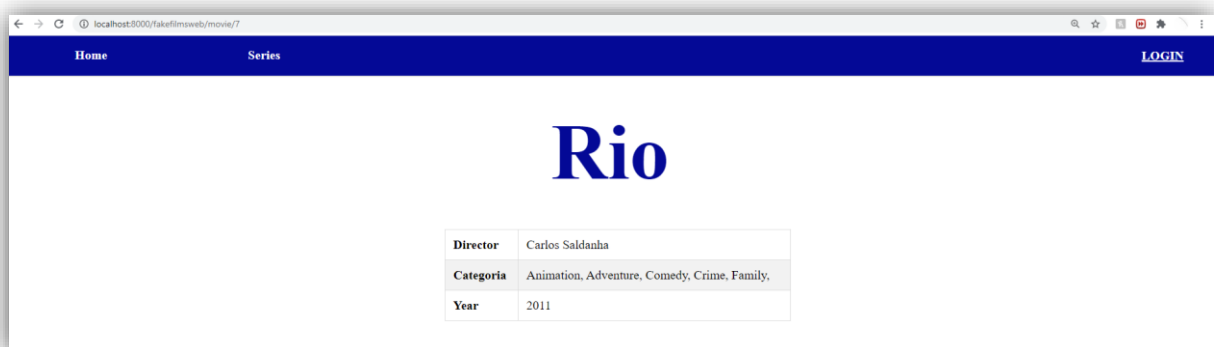 localhost:8000/fakefilmsweb/movie/7
Home Series LOGIN
Rio
Director Carlos Saldanha
Categoria Animation, Adventure, Comedy, Crime, Family,
Year 2011